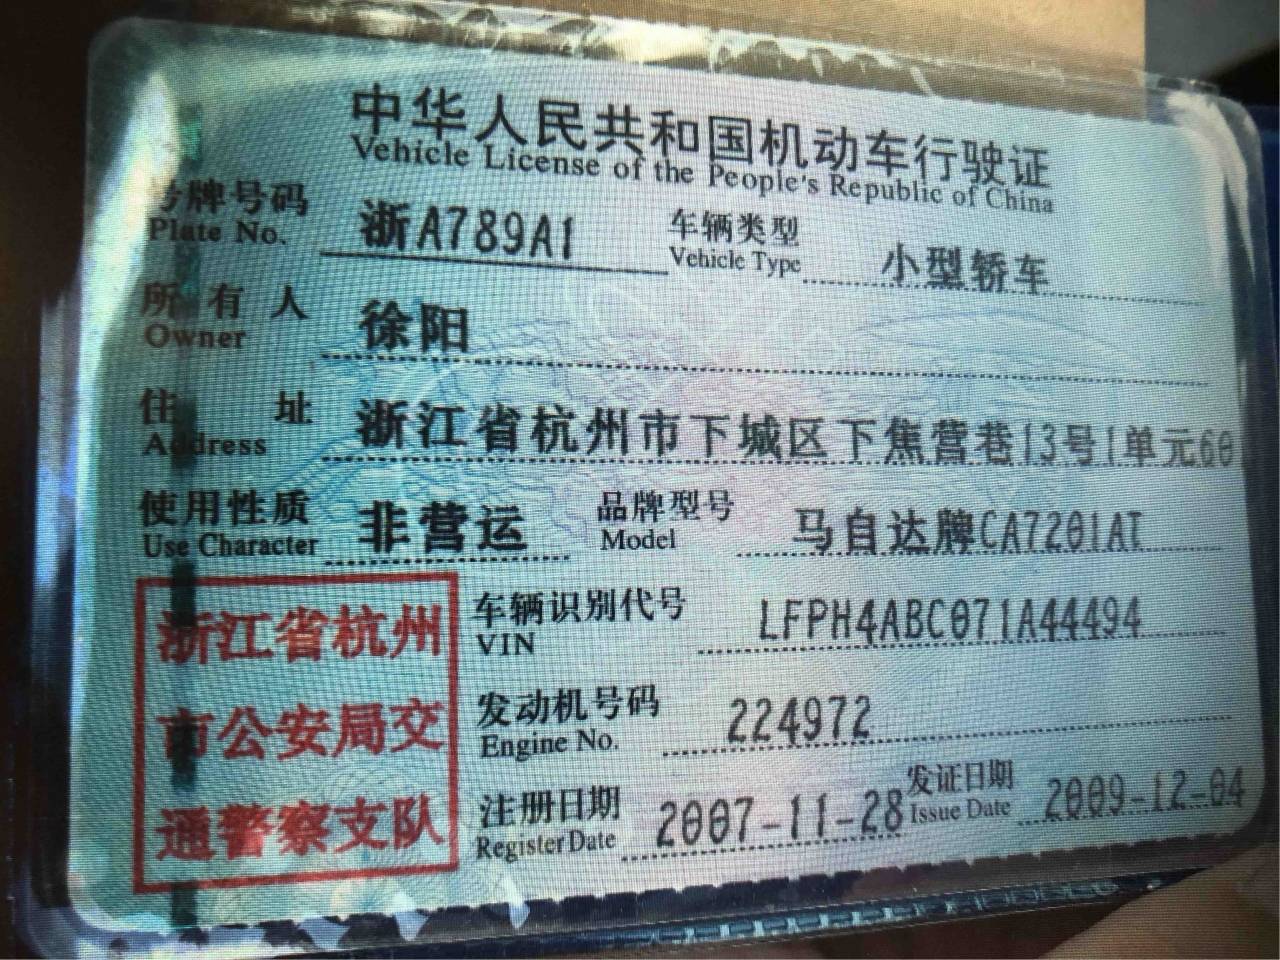 中华人民共和国机动车行驶证
Vehicle License of the People's Republic of China
号牌号码 浙A789A1 车辆类型 小型轿车
Plate No. Vehicle Type
所有人 徐阳
Owner
住址 浙江省杭州市下城区下焦营巷13号1单元60
Address
使用性质 非营运 品牌型号 马自达牌CA7201AT
Use Character Model
浙江省杭州
市公安局交
通警察支队
车辆识别代号 LFPH4ABC071A44494
VIN
发动机号码 224972
Engine No.
注册日期 2007-11-28 发证日期 2009-12-04
Register Date Issue Date